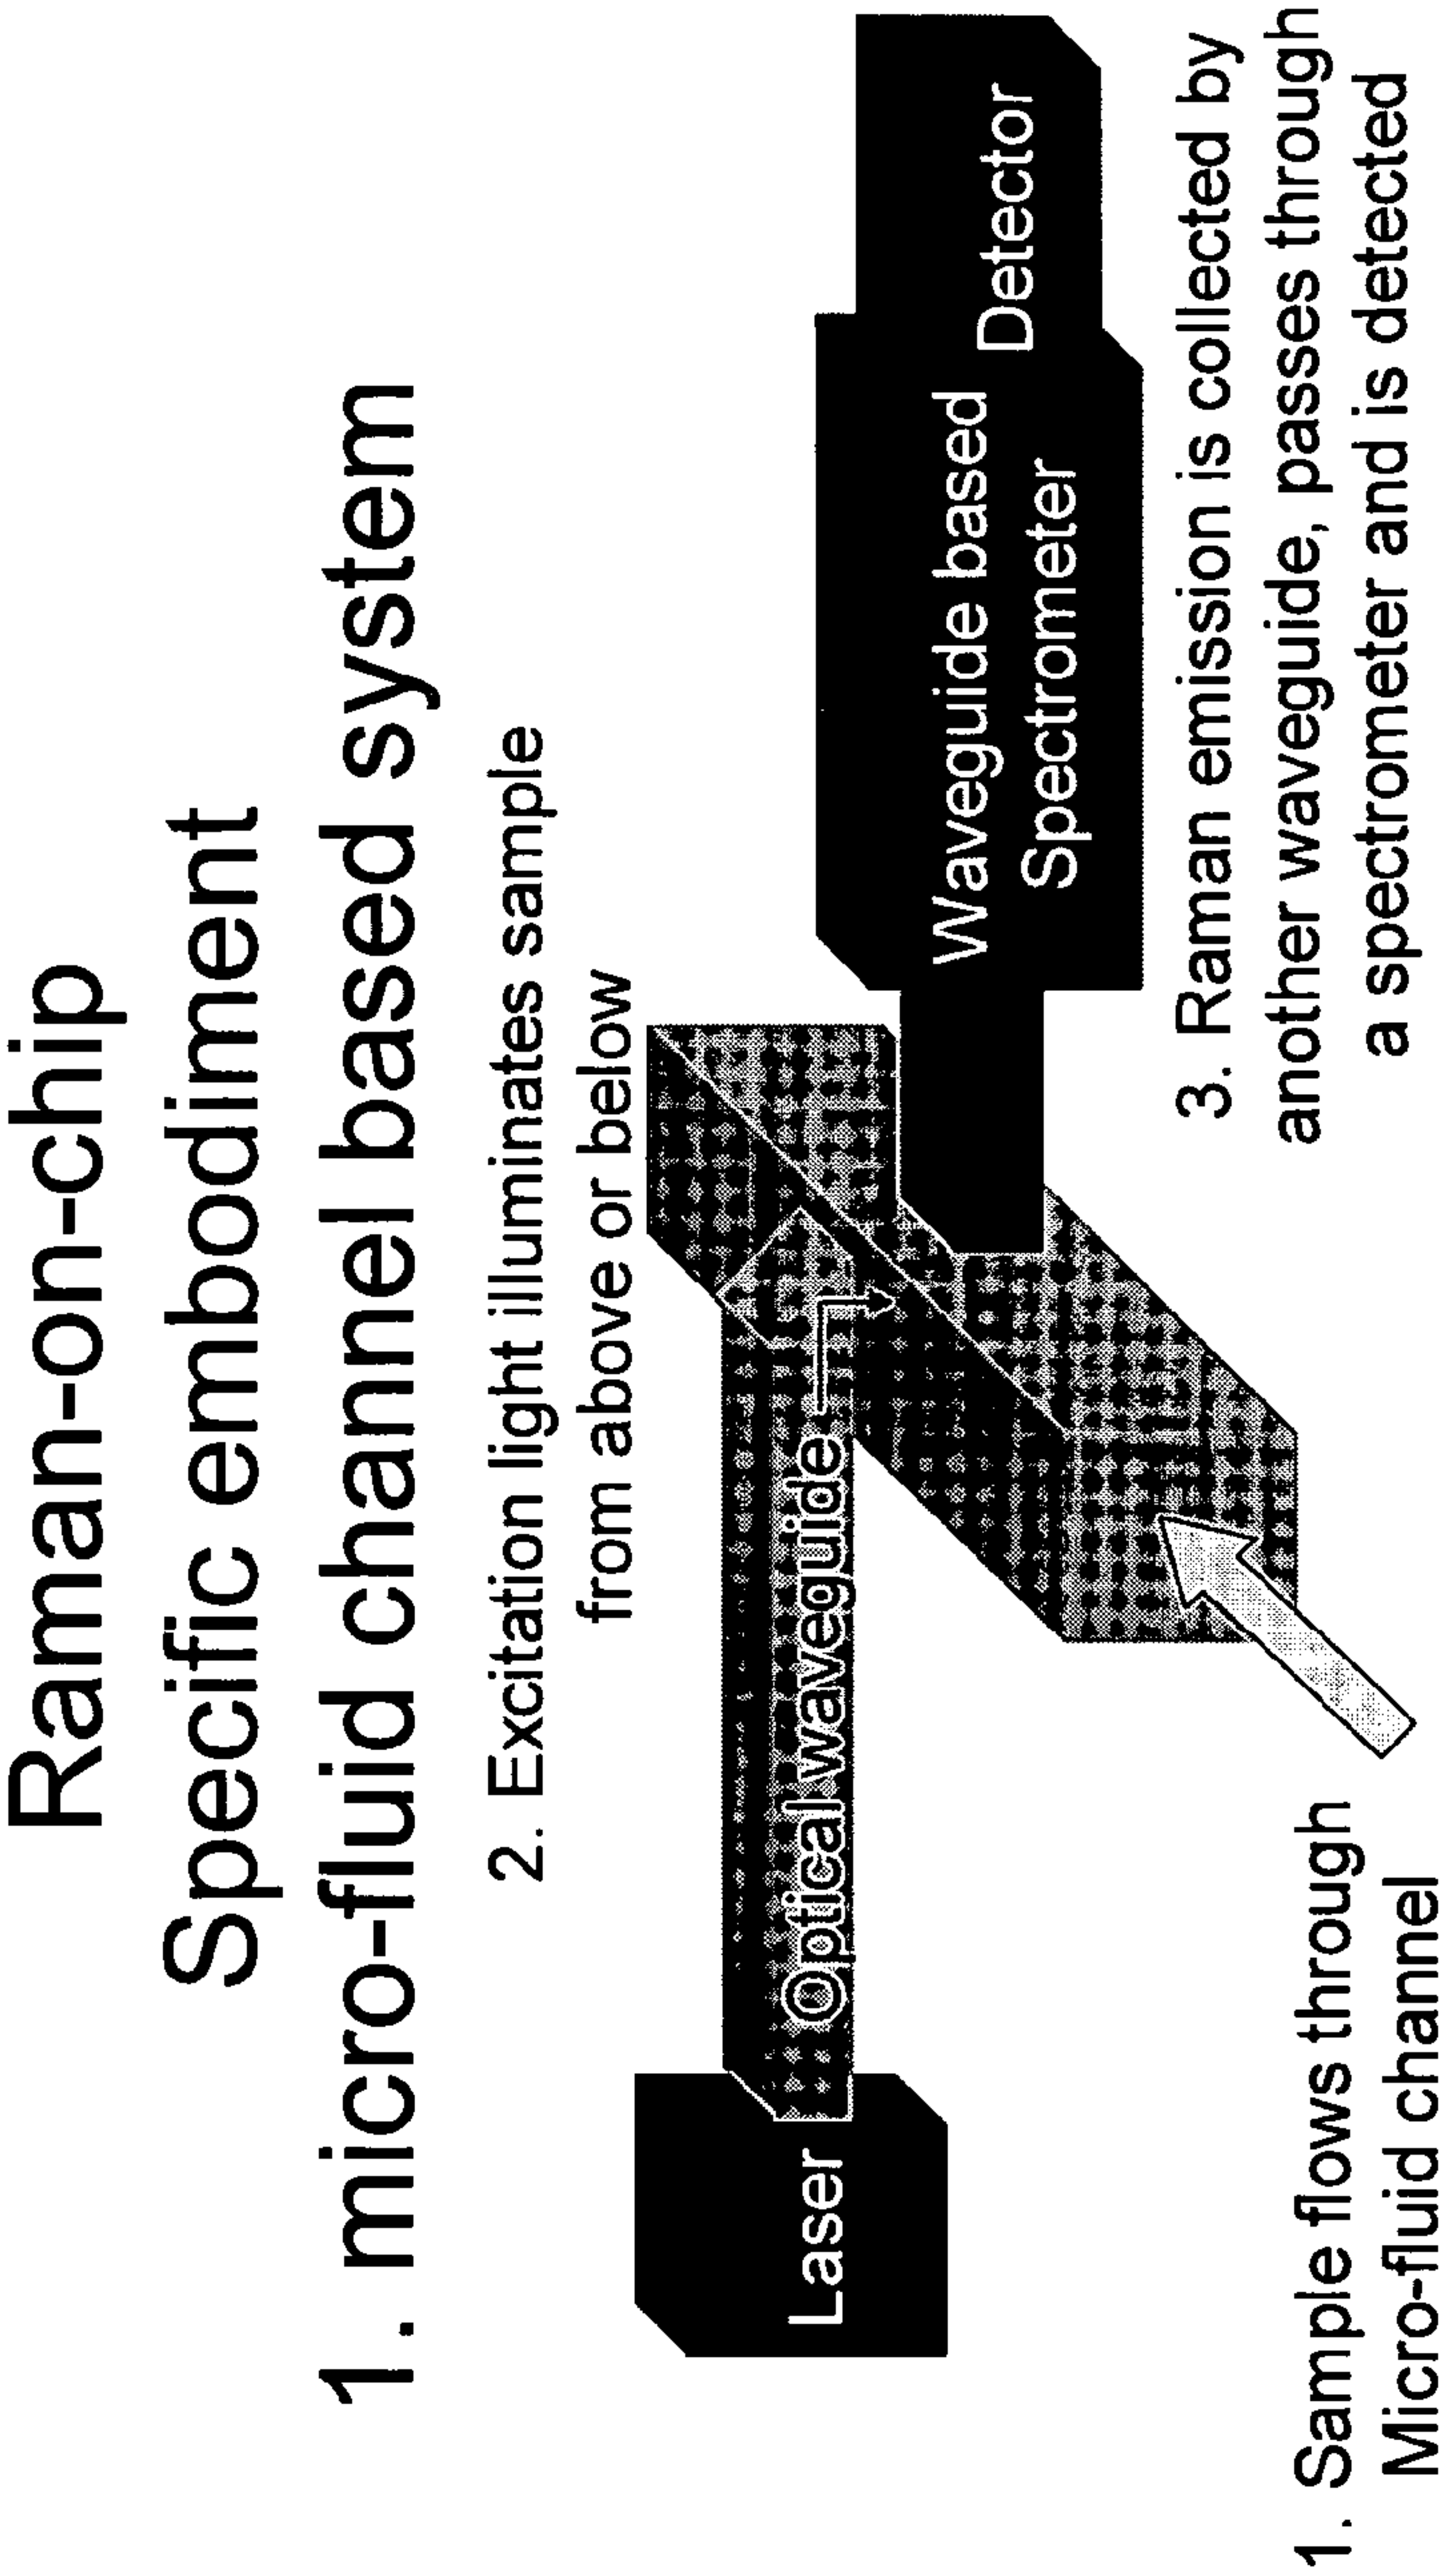 Raman-on-chip
Specific embodiment
1. micro-fluid channel based system
2. Excitation light illuminates sample
from above or below
Laser
Optical waveguide
Waveguide based
Spectrometer
Detector
1. Sample flows through
Micro-fluid channel
3. Raman emission is collected by
another waveguide, passes through
a spectrometer and is detected